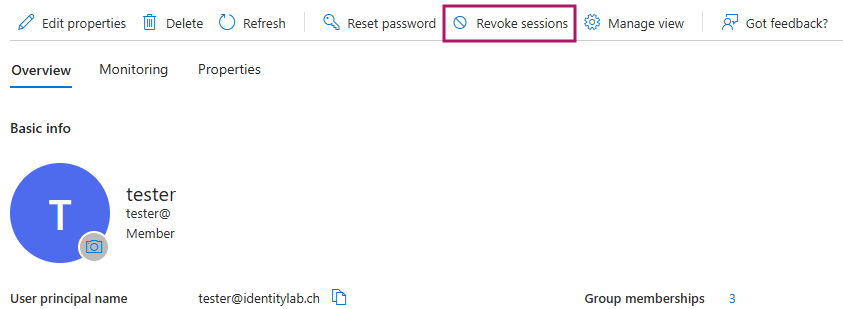 Edit properties Delete Refresh Reset password Revoke sessions Manage view Got feedback?
Overview Monitoring Properties
Basic info
T
tester
tester@
Member
User principal name tester@identitylab.ch Group memberships 3